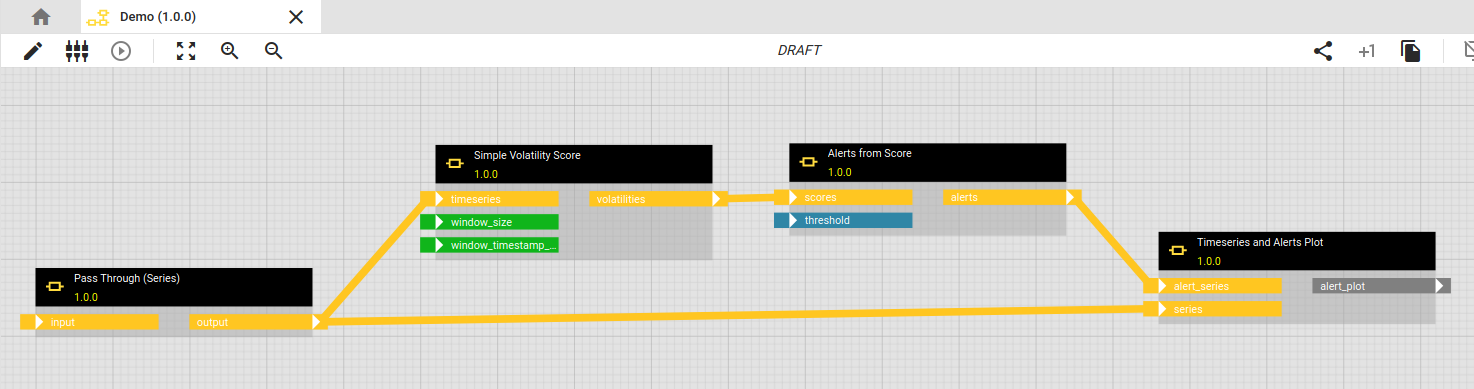 Demo (1.0.0)
DRAFT
+1
Simple Volatility Score
1.0.0
timeseries
volatilities
window_size
window_timestamp_...
Alerts from Score
1.0.0
scores
alerts
threshold
Timeseries and Alerts Plot
1.0.0
alert_series
alert_plot
series
Pass Through (Series)
1.0.0
input
output